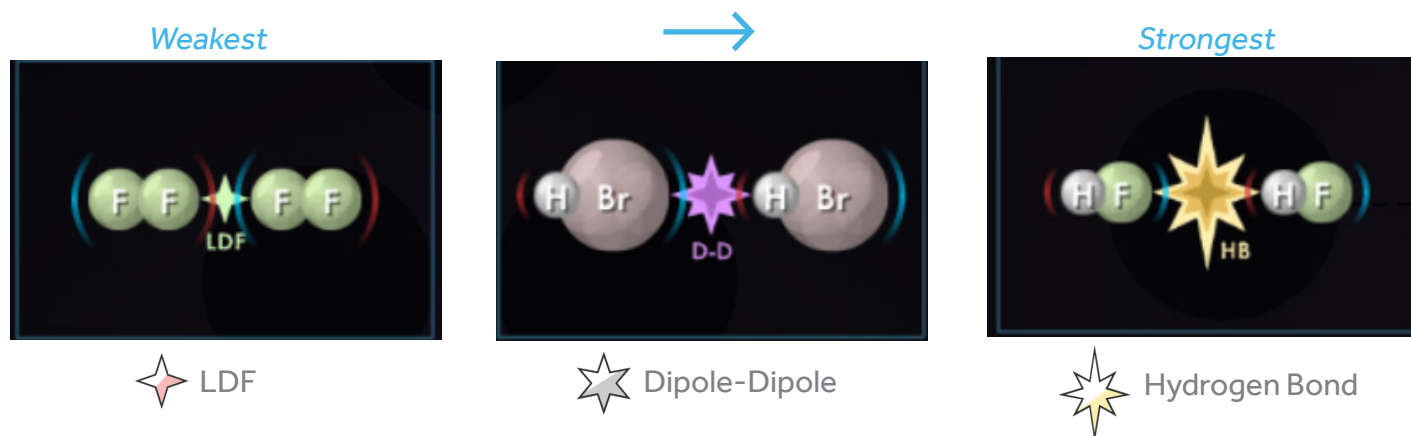 Weakest
Strongest
F F F F
LDF
H Br H Br
D-D
H F H F
HB
LDF
Dipole-Dipole
Hydrogen Bond